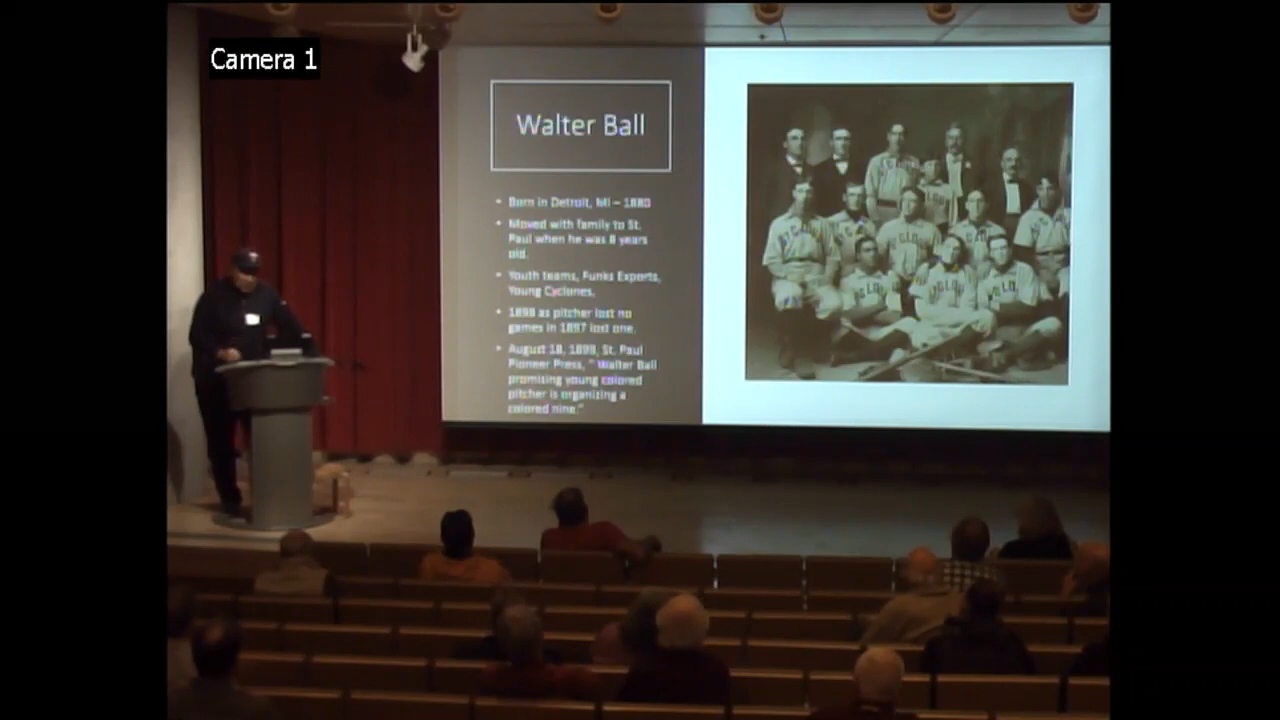 Camera 1
Walter Ball
• Born in Detroit, MI – 1880
• Moved with family to St.
Paul when he was 8 years
old.
• Youth teams, Funks Exports,
Young Cyclones,
• 1898 as pitcher lost no
games in 1897 lost one.
• August 18, 1899, St. Paul
Pioneer Press, " Walter Ball
promising young colored
pitcher is organizing a
colored nine."